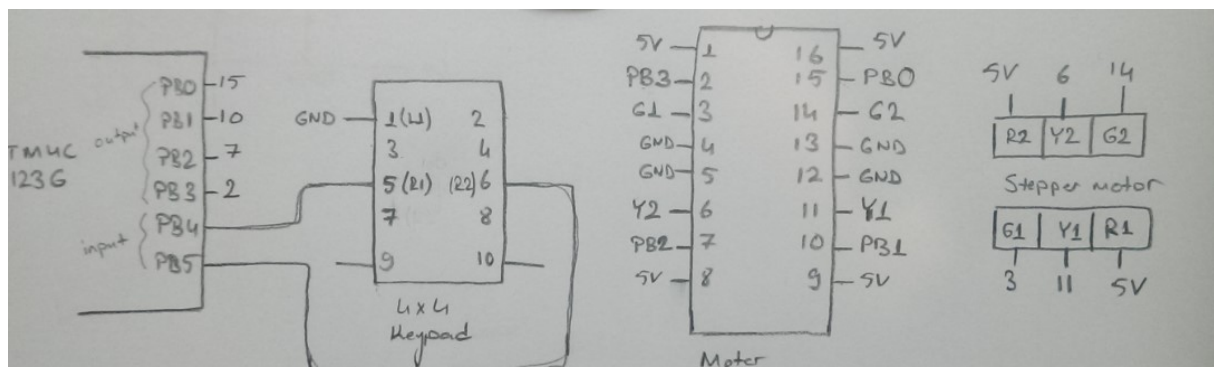 TM4C
123G
output
input
PB0 15
PB1 10
PB2 7
PB3 2
PB4
PB5
GND 1(L1) 2
3 4
5(R1) (R2)6
7 8
9 10
4x4
Keypad
5V 1 16 5V
PB3 2 15 PB0
G1 3 14 G2
GND 4 13 GND
GND 5 12 GND
Y2 6 11 Y1
PB2 7 10 PB1
5V 8 9 5V
Motor
5V 6 14
R2 Y2 G2
Stepper motor
G1 Y1 R1
3 11 5V